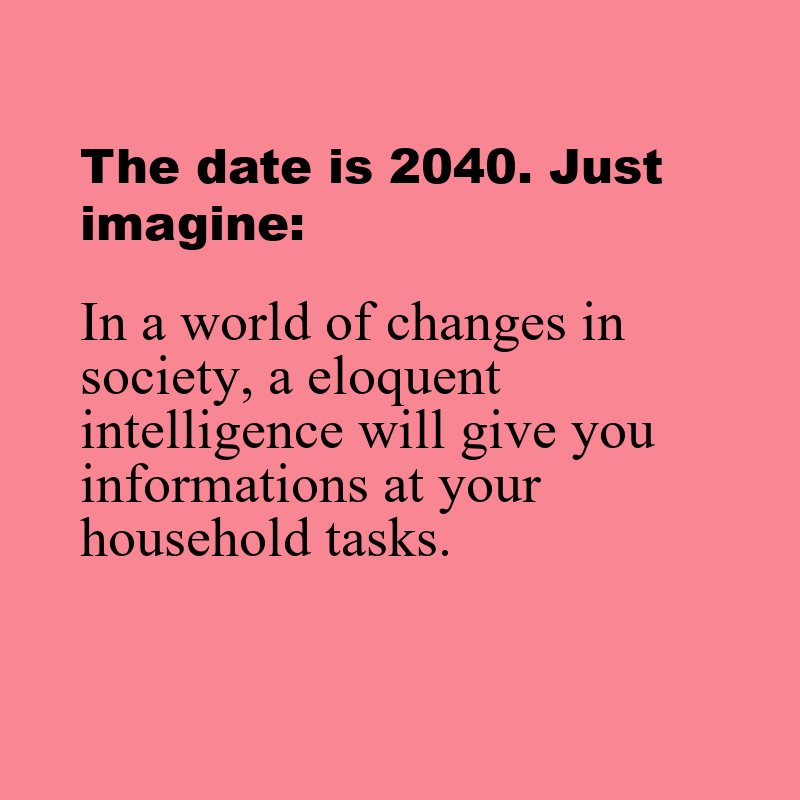 The date is 2040. Just
imagine:
In a world of changes in
society, a eloquent
intelligence will give you
informations at your
household tasks.